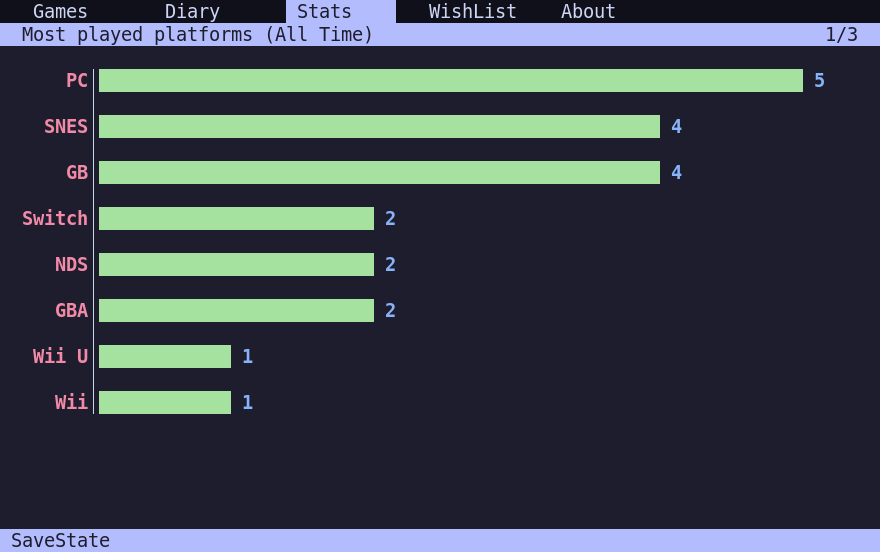 Games Diary Stats WishList About
Most played platforms (All Time) 1/3
PC 5
SNES 4
GB 4
Switch 2
NDS 2
GBA 2
Wii U 1
Wii 1
SaveState